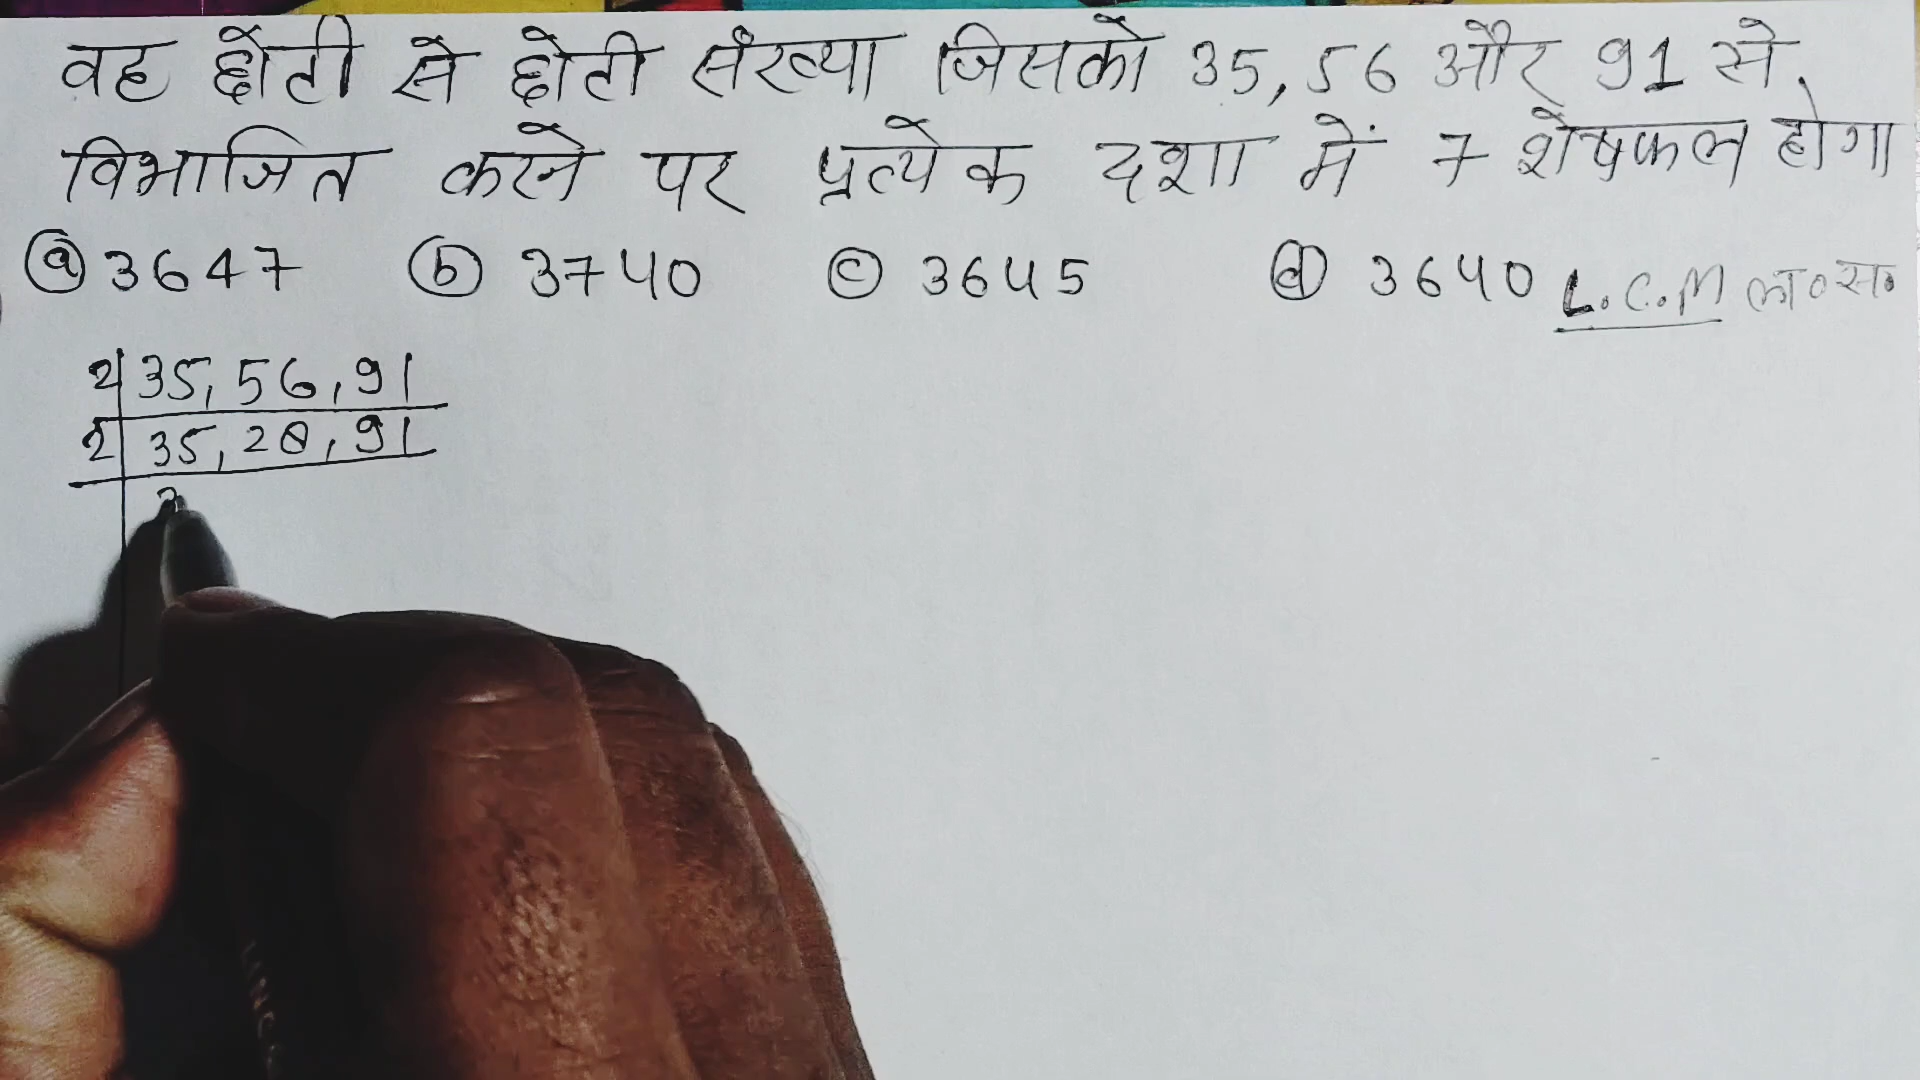 वह छोटी से छोटी संख्या जिसको 35, 56 और 91 से
विभाजित करने पर प्रत्येक दशा में 7 शेषफल होगा
ⓐ 3647 ⓑ 3740 ⓒ 3645 ⓓ 3640 L.C.M ल०स०
2 35, 56, 91
2 35, 28, 91